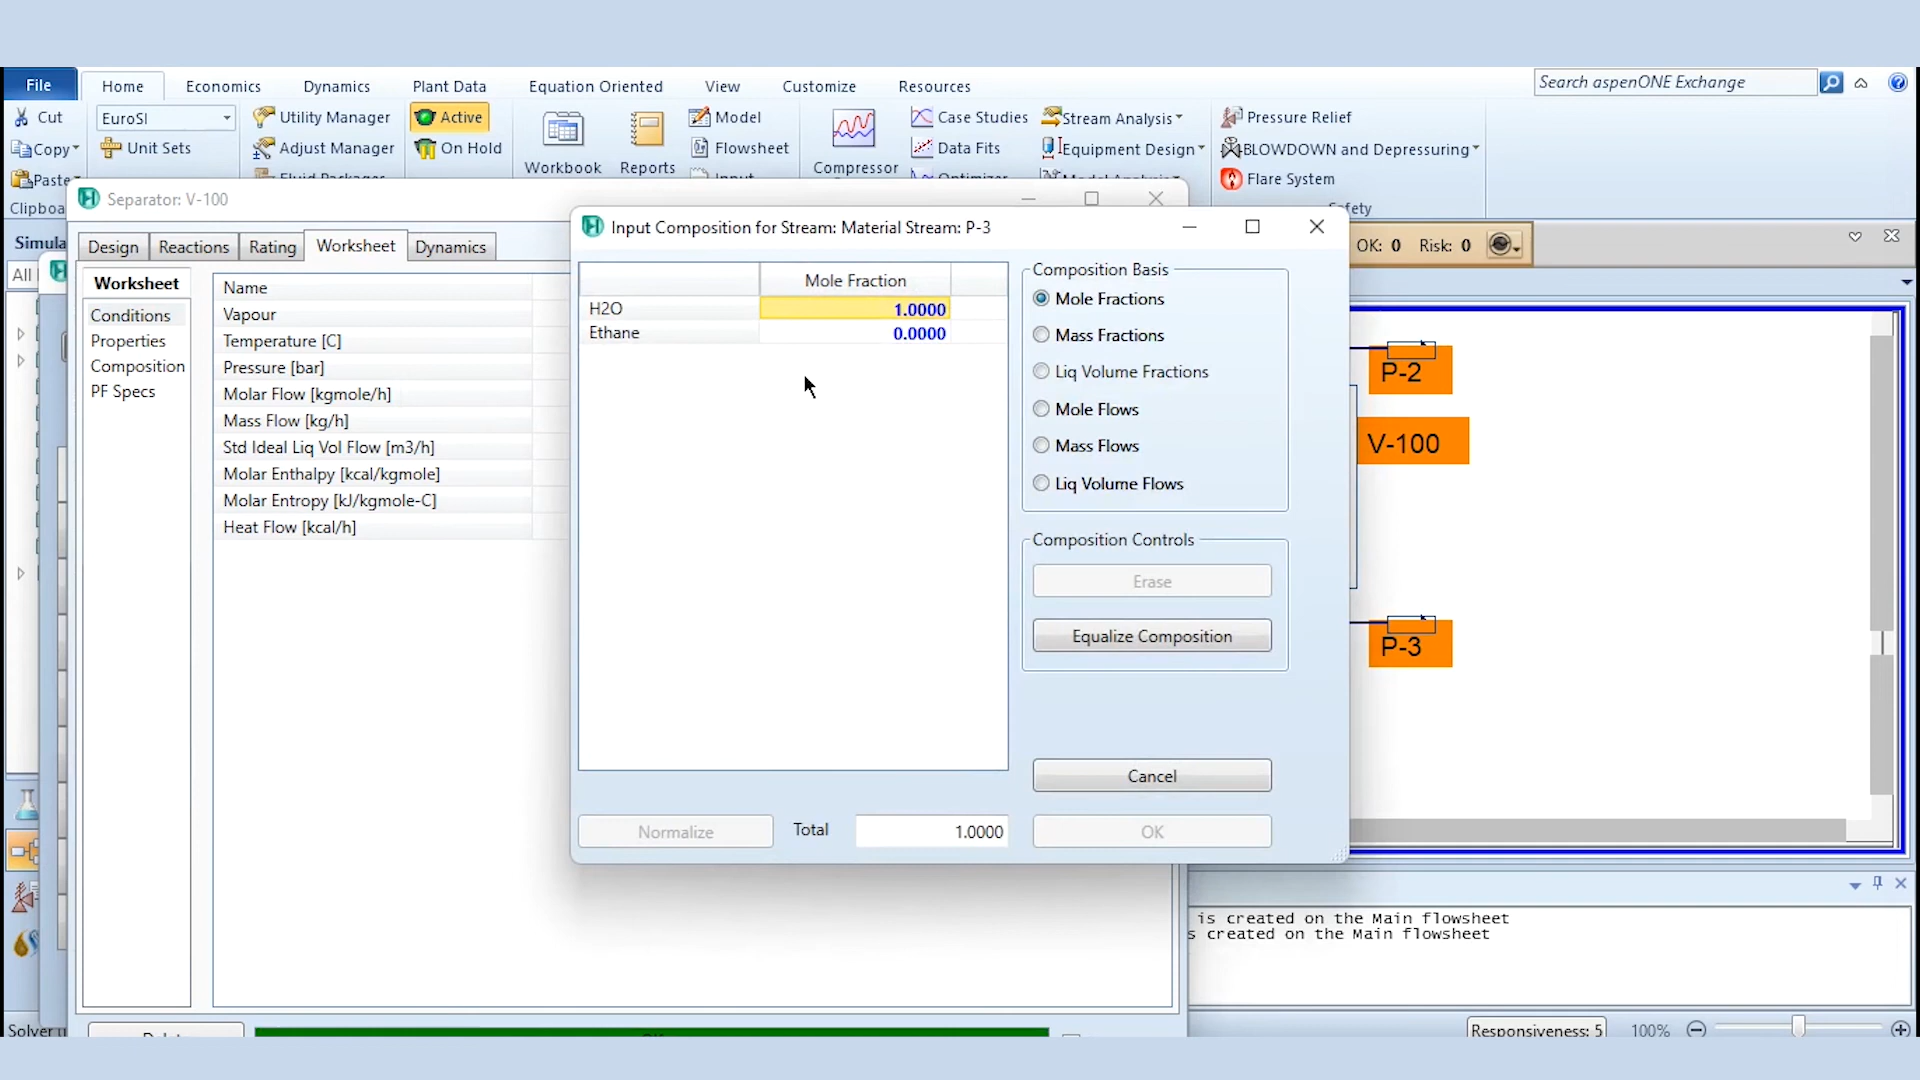 File Home Economics Dynamics Plant Data Equation Oriented View Customize Resources Search aspenONE Exchange
Cut EuroSI Utility Manager Active Model Case Studies Stream Analysis Pressure Relief
Copy Unit Sets Adjust Manager On Hold Flowsheet Data Fits Equipment Design BLOWDOWN and Depressuring
Paste Workbook Reports Compressor Flare System
Clipboa
Separator: V-100
Simula Design Reactions Rating Worksheet Dynamics
All
Worksheet
Conditions
Properties
Composition
PF Specs
Name
Vapour
Temperature [C]
Pressure [bar]
Molar Flow [kgmole/h]
Mass Flow [kg/h]
Std Ideal Liq Vol Flow [m3/h]
Molar Enthalpy [kcal/kgmole]
Molar Entropy [kJ/kgmole-C]
Heat Flow [kcal/h]
Input Composition for Stream: Material Stream: P-3
Mole Fraction
H2O 1.0000
Ethane 0.0000
Composition Basis
Mole Fractions
Mass Fractions
Liq Volume Fractions
Mole Flows
Mass Flows
Liq Volume Flows
Composition Controls
Erase
Equalize Composition
Cancel
Normalize Total 1.0000 OK
OK: 0 Risk: 0
P-2
V-100
P-3
is created on the Main flowsheet
s created on the Main flowsheet
Solver
Responsiveness: 5 100%